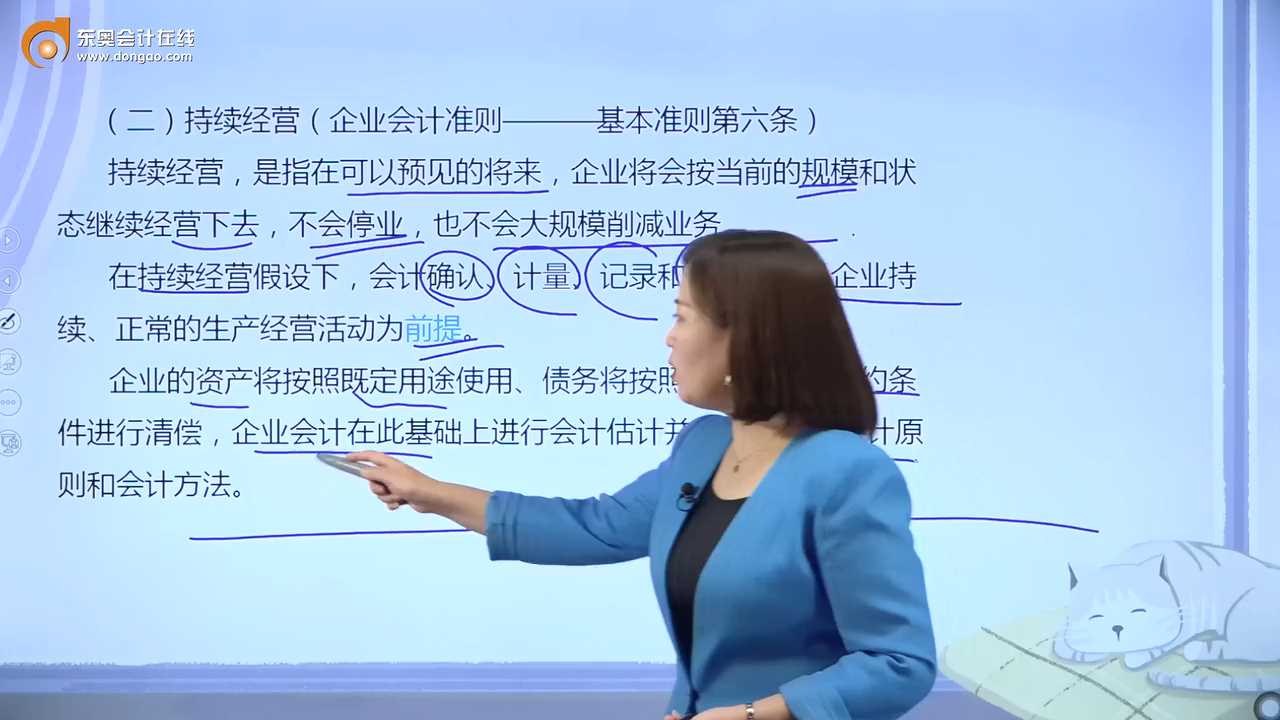 东奥会计在线
www.dongao.com
（二）持续经营（企业会计准则———基本准则第六条）
持续经营，是指在可以预见的将来，企业将会按当前的规模和状
态继续经营下去，不会停业，也不会大规模削减业务
在持续经营假设下，会计确认、计量、记录和 企业持
续、正常的生产经营活动为前提。
企业的资产将按照既定用途使用、债务将按照 约条
件进行清偿，企业会计在此基础上进行会计估计并 计原
则和会计方法。